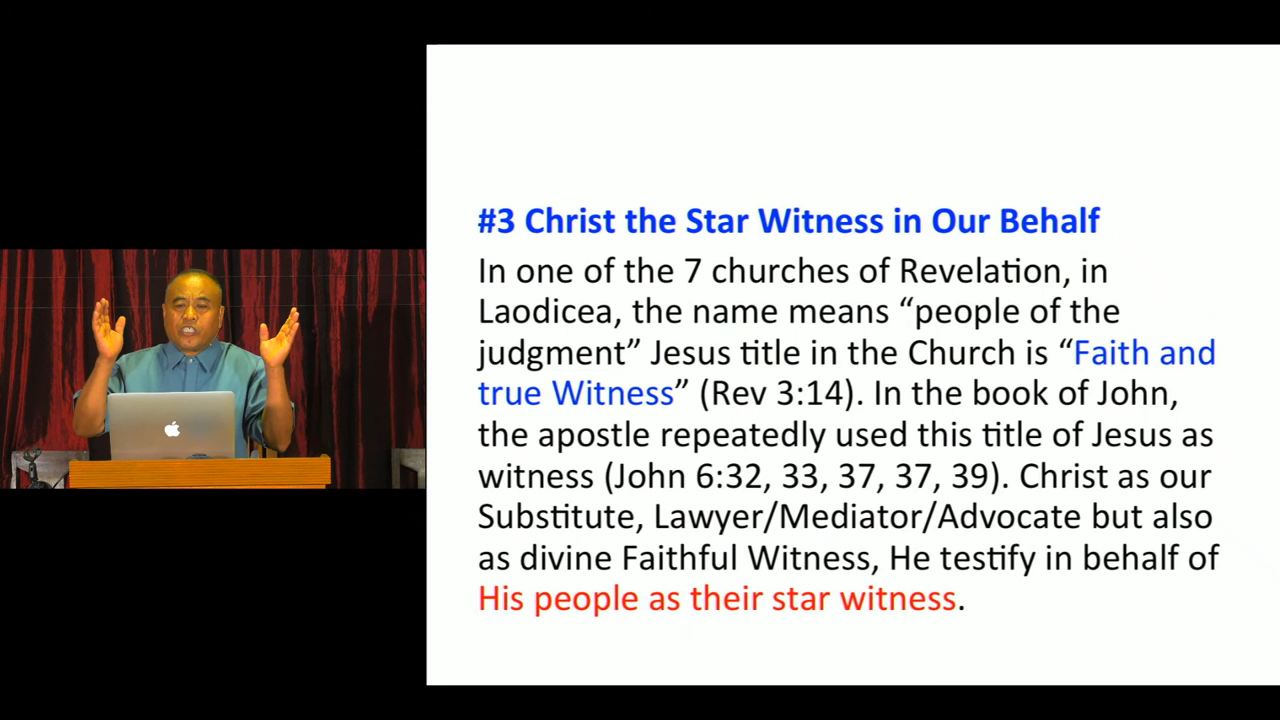 #3 Christ the Star Witness in Our Behalf
In one of the 7 churches of Revelation, in
Laodicea, the name means “people of the
judgment” Jesus title in the Church is “Faith and
true Witness” (Rev 3:14). In the book of John,
the apostle repeatedly used this title of Jesus as
witness (John 6:32, 33, 37, 37, 39). Christ as our
Substitute, Lawyer/Mediator/Advocate but also
as divine Faithful Witness, He testify in behalf of
His people as their star witness.